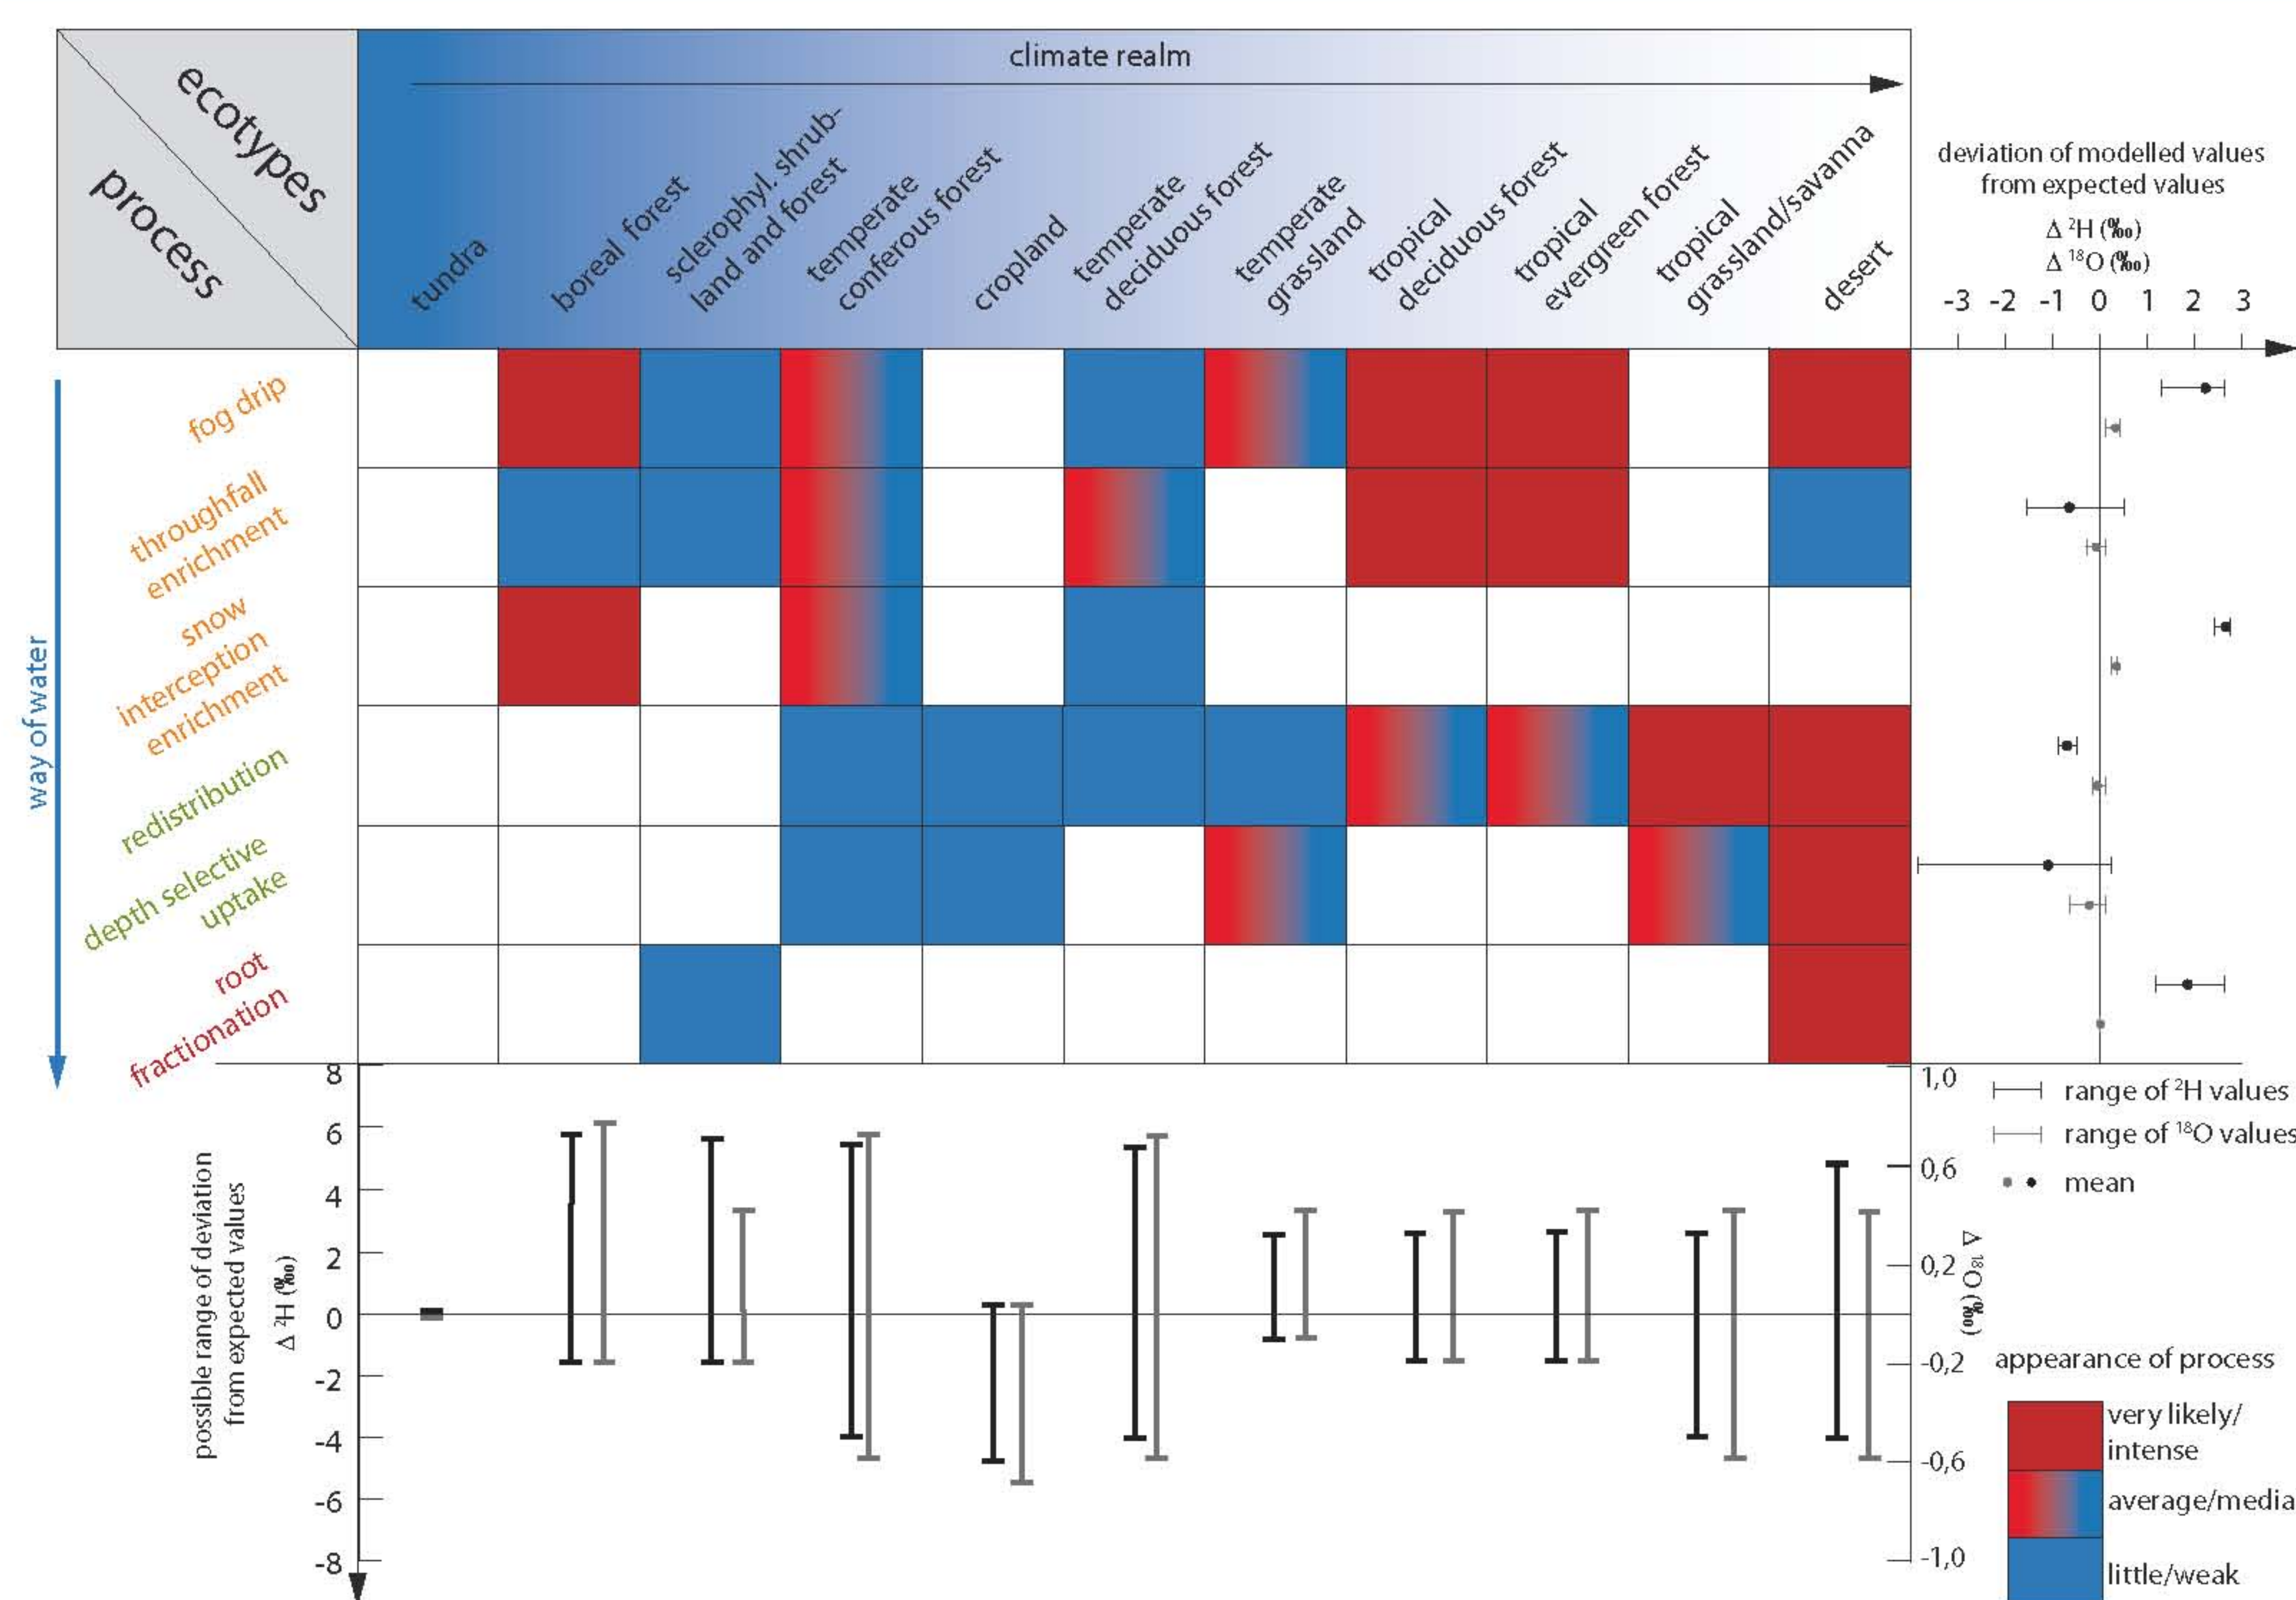 ecotypes
process
climate realm
tundra
boreal forest
sclerophyl. shrub-
land and forest
temperate
conferous forest
cropland
temperate
deciduous forest
temperate
grassland
tropical
deciduous forest
tropical
evergreen forest
tropical
grassland/savanna
desert
deviation of modelled values
from expected values
Δ ²H (‰)
Δ ¹⁸O (‰)
-3 -2 -1 0 1 2 3
way of water
fog drip
throughfall
enrichment
snow
interception
enrichment
redistribution
depth selective
uptake
root
fractionation
possible range of deviation
from expected values
Δ ²H (‰)
8
6
4
2
0
-2
-4
-6
-8
1,0
0,6
0,2
-0,2
-0,6
-1,0
Δ ¹⁸O (‰)
range of ²H values
range of ¹⁸O values
mean
appearance of process
very likely/
intense
average/media
little/weak